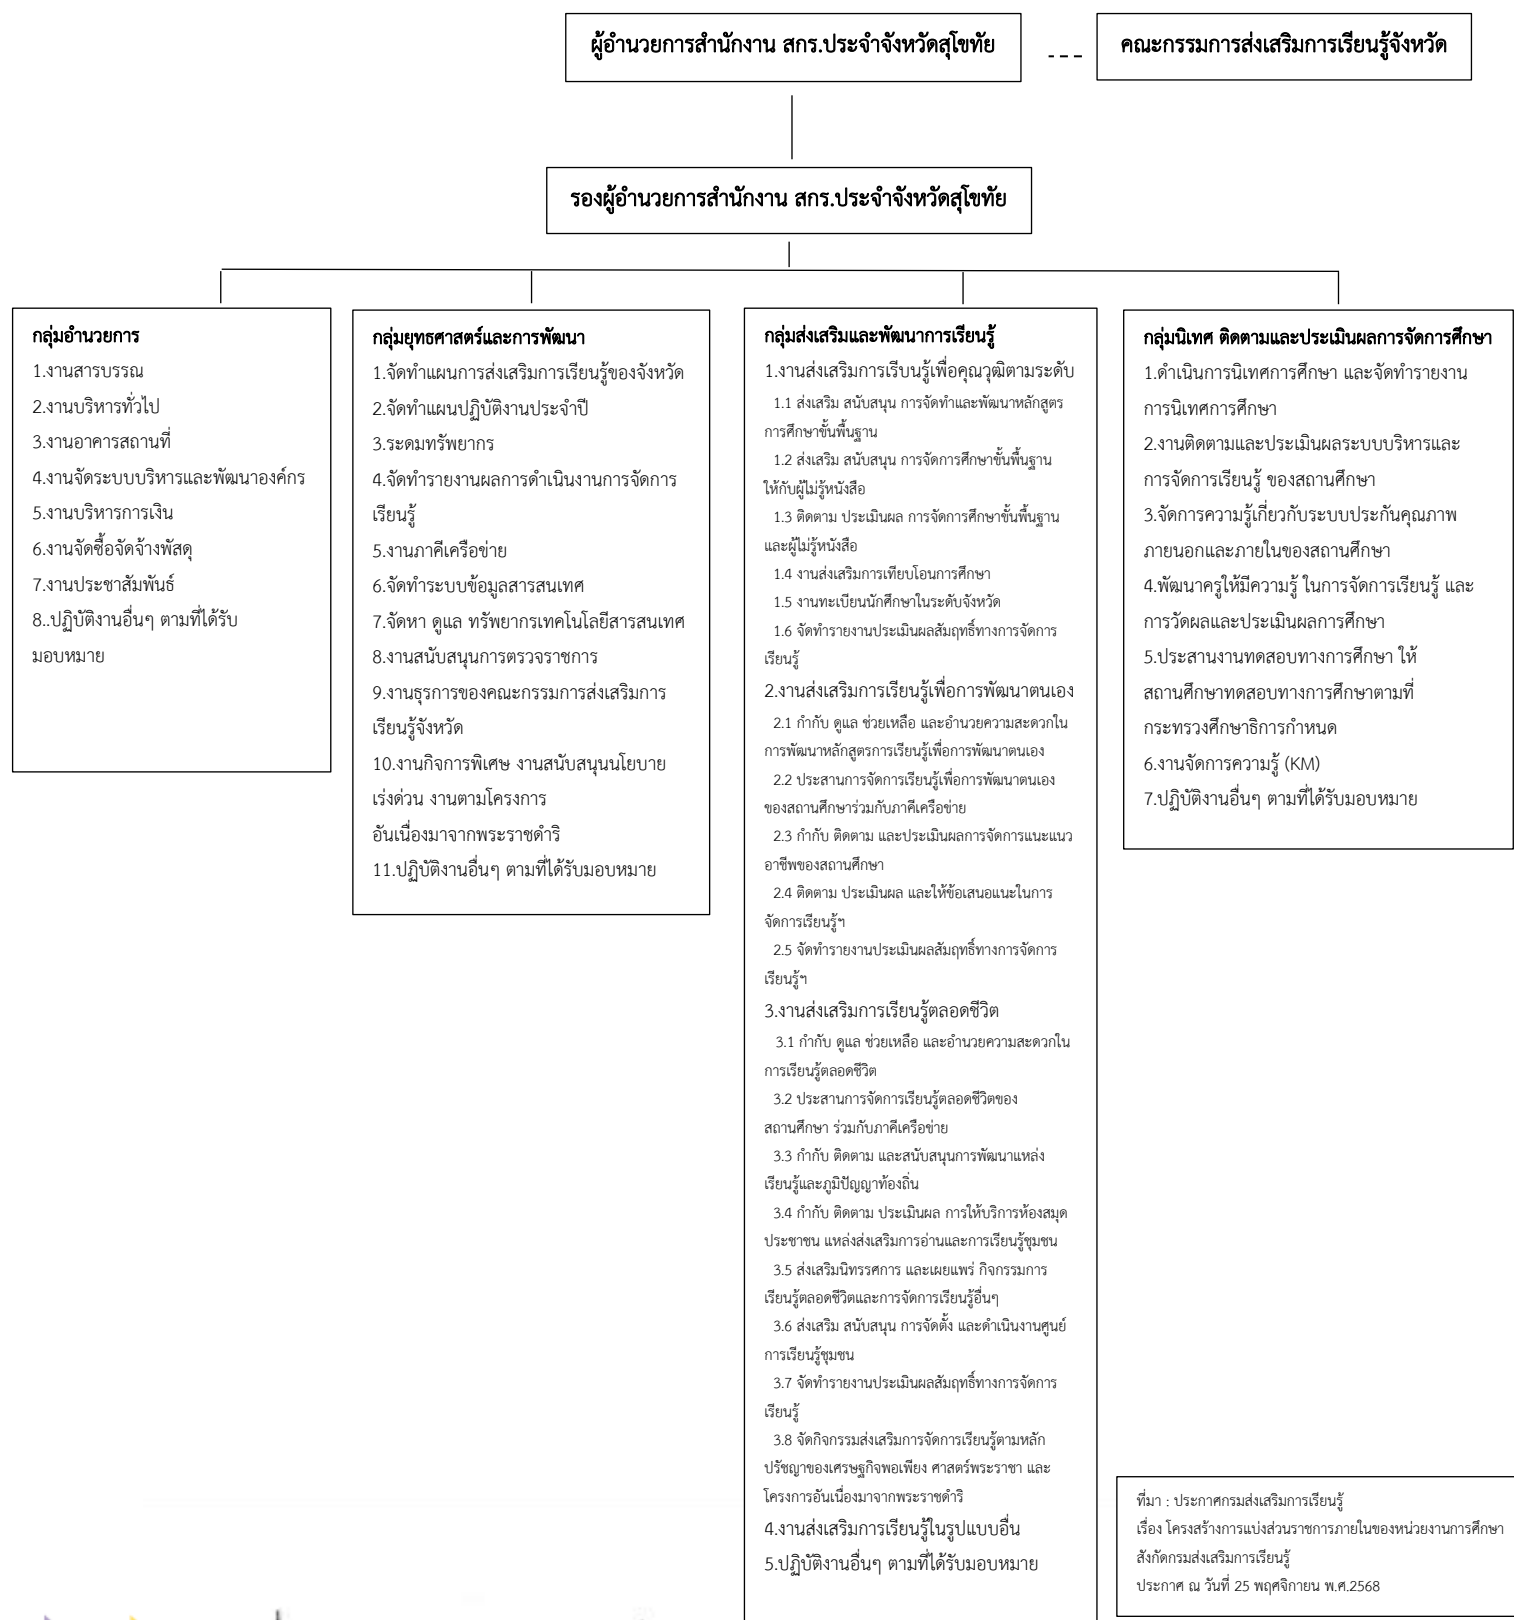 ผู้อำนวยการสำนักงาน สกร.ประจำจังหวัดสุโขทัย
คณะกรรมการส่งเสริมการเรียนรู้จังหวัด
รองผู้อำนวยการสำนักงาน สกร.ประจำจังหวัดสุโขทัย
กลุ่มอำนวยการ
1.งานสารบรรณ
2.งานบริหารทั่วไป
3.งานอาคารสถานที่
4.งานจัดระบบบริหารและพัฒนาองค์กร
5.งานบริหารการเงิน
6.งานจัดซื้อจัดจ้างพัสดุ
7.งานประชาสัมพันธ์
8..ปฏิบัติงานอื่นๆ ตามที่ได้รับ
มอบหมาย
กลุ่มยุทธศาสตร์และการพัฒนา
1.จัดทำแผนการส่งเสริมการเรียนรู้ของจังหวัด
2.จัดทำแผนปฏิบัติงานประจำปี
3.ระดมทรัพยากร
4.จัดทำรายงานผลการดำเนินงานการจัดการ
เรียนรู้
5.งานภาคีเครือข่าย
6.จัดทำระบบข้อมูลสารสนเทศ
7.จัดหา ดูแล ทรัพยากรเทคโนโลยีสารสนเทศ
8.งานสนับสนุนการตรวจราชการ
9.งานธุรการของคณะกรรมการส่งเสริมการ
เรียนรู้จังหวัด
10.งานกิจการพิเศษ งานสนับสนุนนโยบาย
เร่งด่วน งานตามโครงการ
อันเนื่องมาจากพระราชดำริ
11.ปฏิบัติงานอื่นๆ ตามที่ได้รับมอบหมาย
กลุ่มส่งเสริมและพัฒนาการเรียนรู้
1.งานส่งเสริมการเรีบนรู้เพื่อคุณวุฒิตามระดับ
1.1 ส่งเสริม สนับสนุน การจัดทำและพัฒนาหลักสูตร
การศึกษาขั้นพื้นฐาน
1.2 ส่งเสริม สนับสนุน การจัดการศึกษาขั้นพื้นฐาน
ให้กับผู้ไม่รู้หนังสือ
1.3 ติดตาม ประเมินผล การจัดการศึกษาขั้นพื้นฐาน
และผู้ไม่รู้หนังสือ
1.4 งานส่งเสริมการเทียบโอนการศึกษา
1.5 งานทะเบียนนักศึกษาในระดับจังหวัด
1.6 จัดทำรายงานประเมินผลสัมฤทธิ์ทางการจัดการ
เรียนรู้
2.งานส่งเสริมการเรียนรู้เพื่อการพัฒนาตนเอง
2.1 กำกับ ดูแล ช่วยเหลือ และอำนวยความสะดวกใน
การพัฒนาหลักสูตรการเรียนรู้เพื่อการพัฒนาตนเอง
2.2 ประสานการจัดการเรียนรู้เพื่อการพัฒนาตนเอง
ของสถานศึกษาร่วมกับภาคีเครือข่าย
2.3 กำกับ ติดตาม และประเมินผลการจัดการแนะแนว
อาชีพของสถานศึกษา
2.4 ติดตาม ประเมินผล และให้ข้อเสนอแนะในการ
จัดการเรียนรู้ฯ
2.5 จัดทำรายงานประเมินผลสัมฤทธิ์ทางการจัดการ
เรียนรู้ฯ
3.งานส่งเสริมการเรียนรู้ตลอดชีวิต
3.1 กำกับ ดูแล ช่วยเหลือ และอำนวยความสะดวกใน
การเรียนรู้ตลอดชีวิต
3.2 ประสานการจัดการเรียนรู้ตลอดชีวิตของ
สถานศึกษา ร่วมกับภาคีเครือข่าย
3.3 กำกับ ติดตาม และสนับสนุนการพัฒนาแหล่ง
เรียนรู้และภูมิปัญญาท้องถิ่น
3.4 กำกับ ติดตาม ประเมินผล การให้บริการห้องสมุด
ประชาชน แหล่งส่งเสริมการอ่านและการเรียนรู้ชุมชน
3.5 ส่งเสริมนิทรรศการ และเผยแพร่ กิจกรรมการ
เรียนรู้ตลอดชีวิตและการจัดการเรียนรู้อื่นๆ
3.6 ส่งเสริม สนับสนุน การจัดตั้ง และดำเนินงานศูนย์
การเรียนรู้ชุมชน
3.7 จัดทำรายงานประเมินผลสัมฤทธิ์ทางการจัดการ
เรียนรู้
3.8 จัดกิจกรรมส่งเสริมการจัดการเรียนรู้ตามหลัก
ปรัชญาของเศรษฐกิจพอเพียง ศาสตร์พระราชา และ
โครงการอันเนื่องมาจากพระราชดำริ
4.งานส่งเสริมการเรียนรู้ในรูปแบบอื่น
5.ปฏิบัติงานอื่นๆ ตามที่ได้รับมอบหมาย
กลุ่มนิเทศ ติดตามและประเมินผลการจัดการศึกษา
1.ดำเนินการนิเทศการศึกษา และจัดทำรายงาน
การนิเทศการศึกษา
2.งานติดตามและประเมินผลระบบบริหารและ
การจัดการเรียนรู้ ของสถานศึกษา
3.จัดการความรู้เกี่ยวกับระบบประกันคุณภาพ
ภายนอกและภายในของสถานศึกษา
4.พัฒนาครูให้มีความรู้ ในการจัดการเรียนรู้ และ
การวัดผลและประเมินผลการศึกษา
5.ประสานงานทดสอบทางการศึกษา ให้
สถานศึกษาทดสอบทางการศึกษาตามที่
กระทรวงศึกษาธิการกำหนด
6.งานจัดการความรู้ (KM)
7.ปฏิบัติงานอื่นๆ ตามที่ได้รับมอบหมาย
ที่มา : ประกาศกรมส่งเสริมการเรียนรู้
เรื่อง โครงสร้างการแบ่งส่วนราชการภายในของหน่วยงานการศึกษา
สังกัดกรมส่งเสริมการเรียนรู้
ประกาศ ณ วันที่ 25 พฤศจิกายน พ.ศ.2568